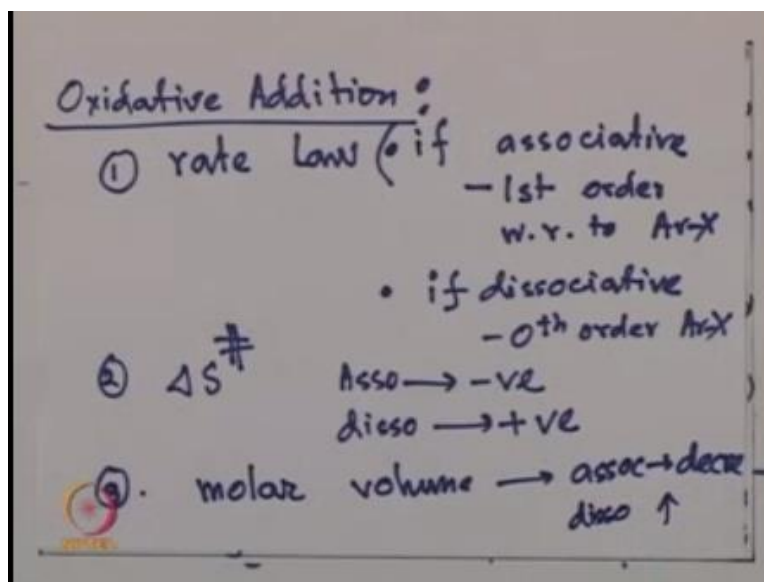 Oxidative Addition :
① rate Law (• if associative
- 1st order
w.r. to Ar-X
• if dissociative
- 0th order Ar-X
② ΔS‡ Asso → -ve
disso → +ve
③. molar volume → assoc → decre
disso ↑